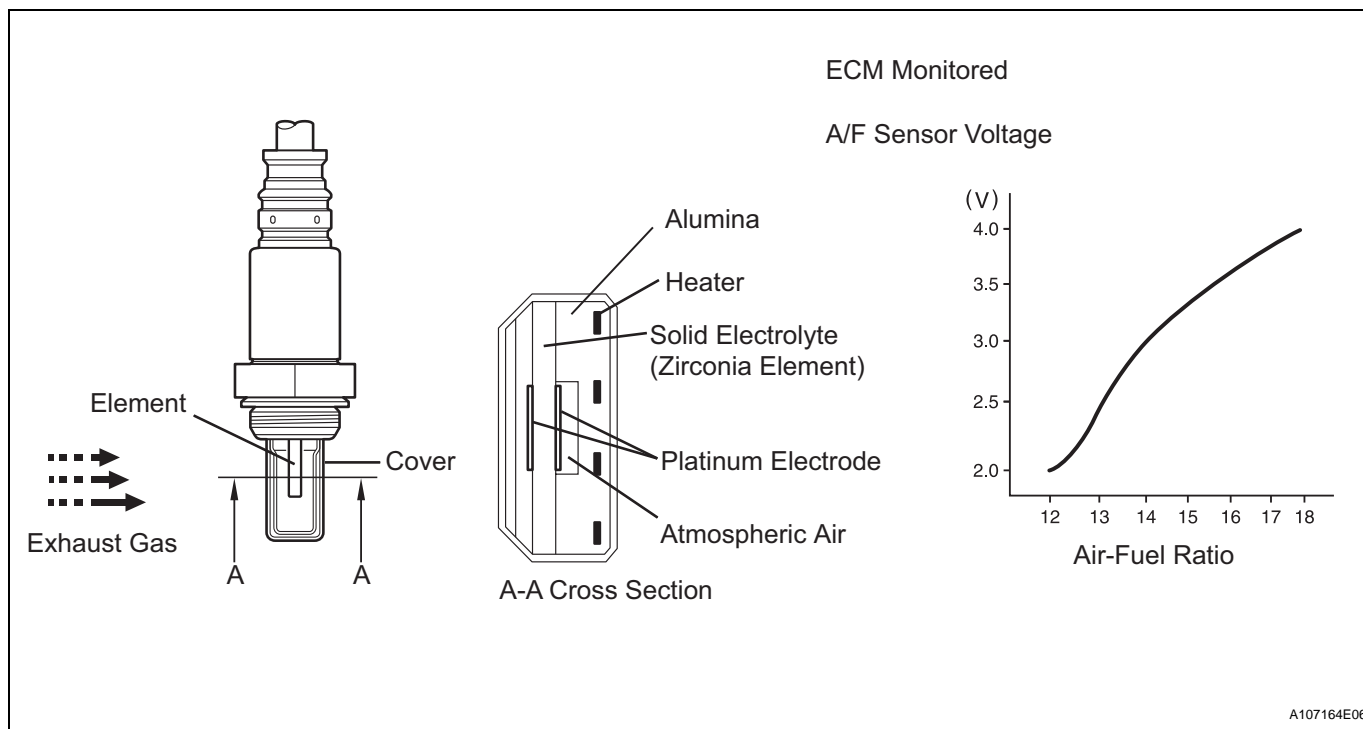 ECM Monitored
A/F Sensor Voltage
Element
Cover
Exhaust Gas
A
A
Alumina
Heater
Solid Electrolyte
(Zirconia Element)
Platinum Electrode
Atmospheric Air
A-A Cross Section
(V)
4.0
3.5
3.0
2.5
2.0
12 13 14 15 16 17 18
Air-Fuel Ratio
A107164E06